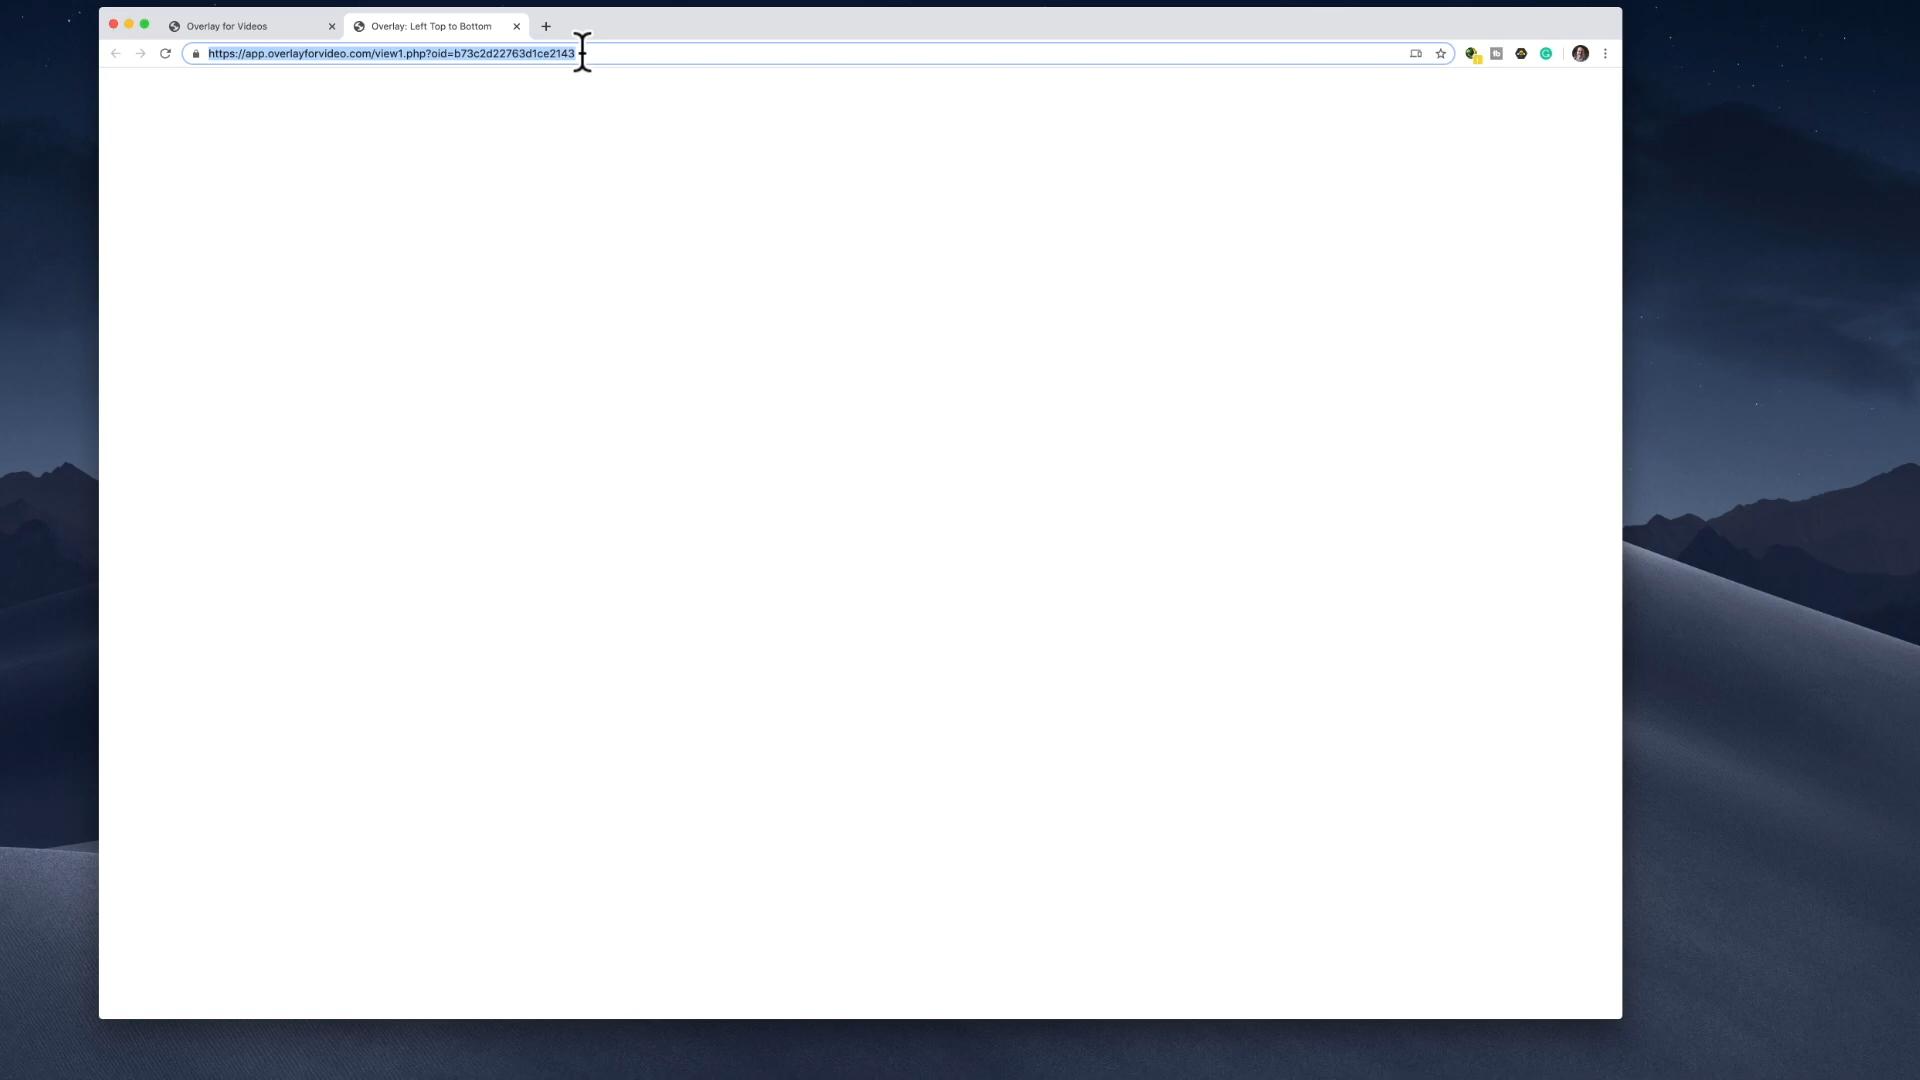 Overlay for Videos
Overlay: Left Top to Bottom
https://app.overlayforvideo.com/view1.php?oid=b73c2d22763d1ce2143